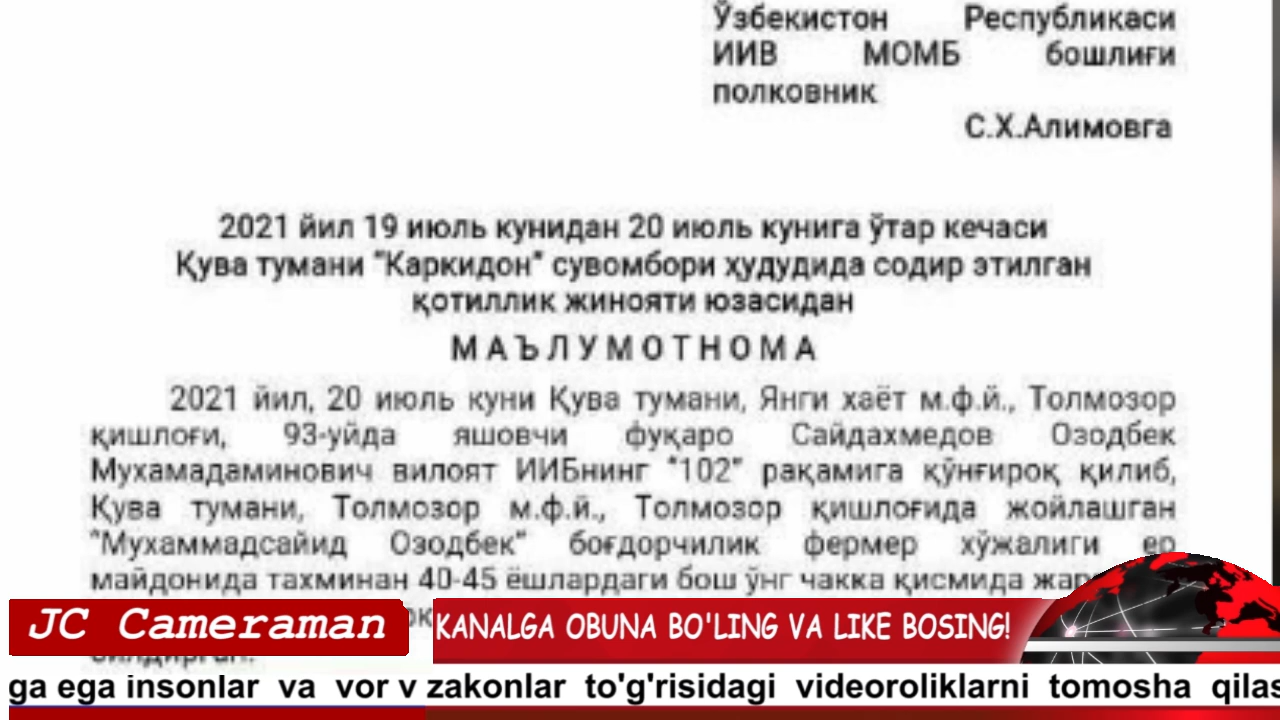 Ўзбекистон Республикаси
ИИВ МОМБ бошлиғи
полковник
С.Х.Алимовга
2021 йил 19 июль кунидан 20 июль кунига ўтар кечаси
Қува тумани "Каркидон" сувомбори ҳудудида содир этилган
қотиллик жинояти юзасидан
МАЪЛУМОТНОМА
2021 йил, 20 июль куни Қува тумани, Янги хаёт м.ф.й., Толмозор
қишлоғи, 93-уйда яшовчи фуқаро Сайдахмедов Озодбек
Мухамадаминович вилоят ИИБнинг "102" рақамига қўнғироқ қилиб,
Қува тумани, Толмозор м.ф.й., Толмозор қишлоғида жойлашган
"Мухаммадсайид Озодбек" боғдорчилик фермер хўжалиги ер
майдонида тахминан 40-45 ёшлардаги бош ўнг чакка қисмида
JC Cameraman
KANALGA OBUNA BO'LING VA LIKE BOSING!
ga ega insonlar va vor v zakonlar to'g'risidagi videoroliklarni tomosha qilas